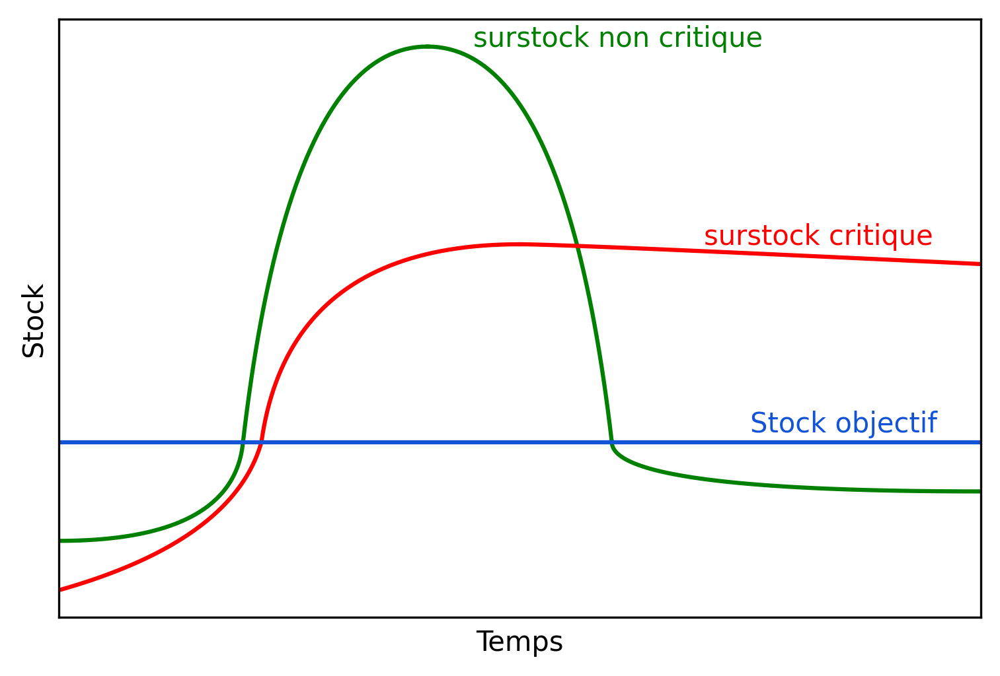 surstock non critique
surstock critique
Stock objectif
Stock
Temps